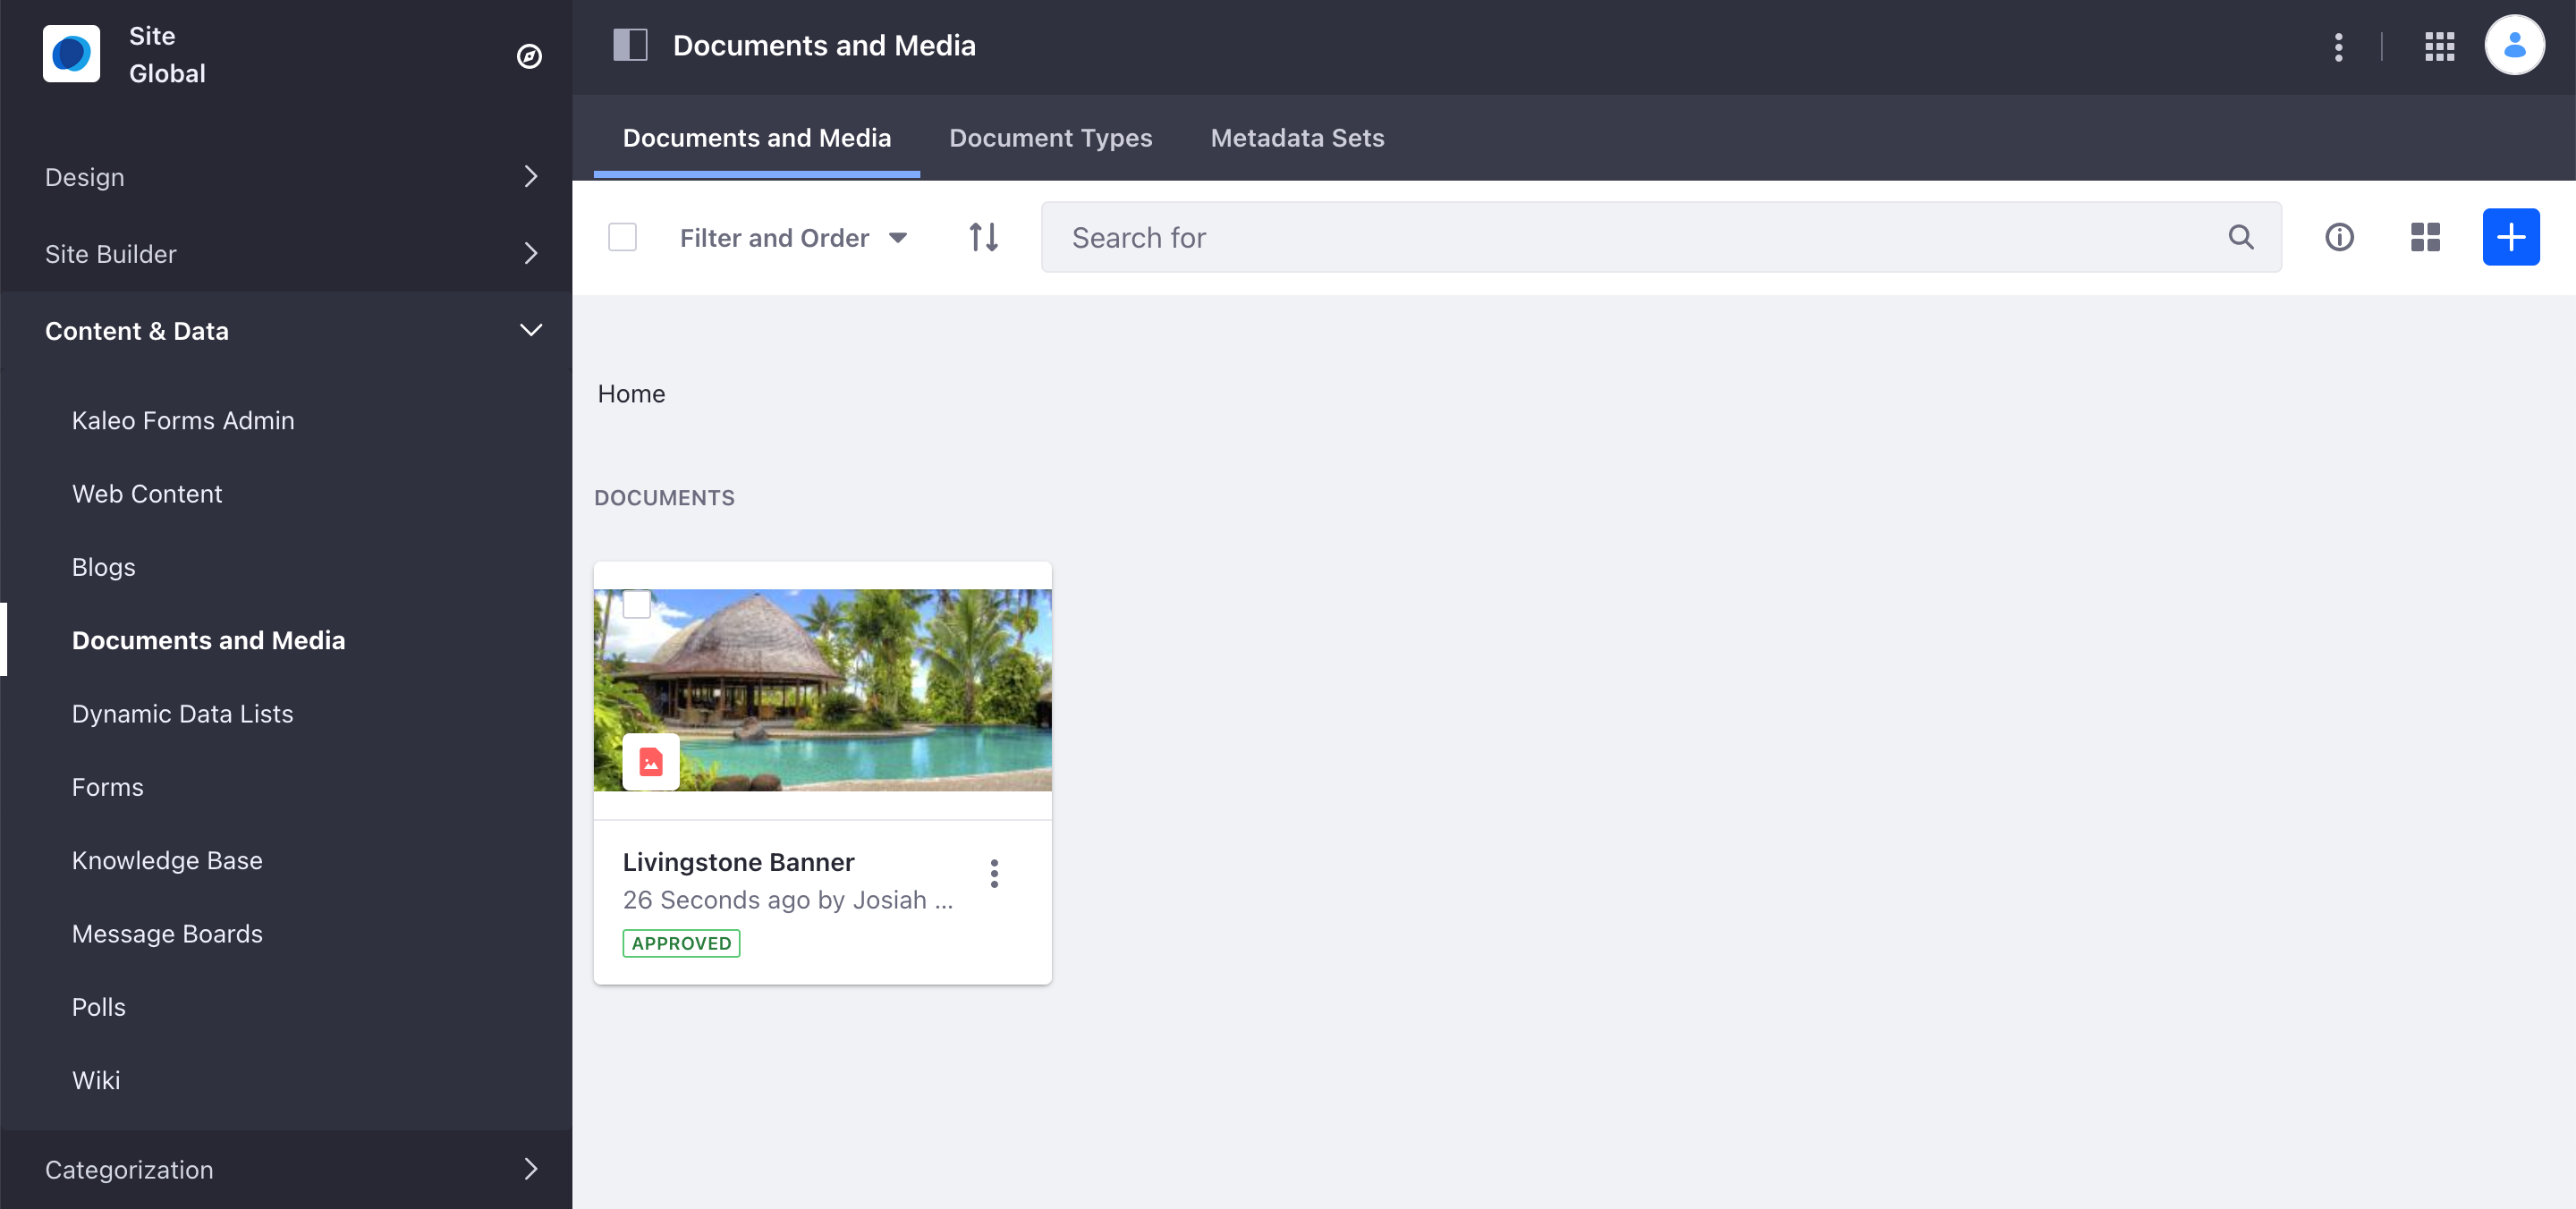 Site
Global
Design
Site Builder
Content & Data
Kaleo Forms Admin
Web Content
Blogs
Documents and Media
Dynamic Data Lists
Forms
Knowledge Base
Message Boards
Polls
Wiki
Categorization
Documents and Media
Documents and Media Document Types Metadata Sets
Filter and Order Search for
Home
DOCUMENTS
Livingstone Banner
26 Seconds ago by Josiah ...
APPROVED